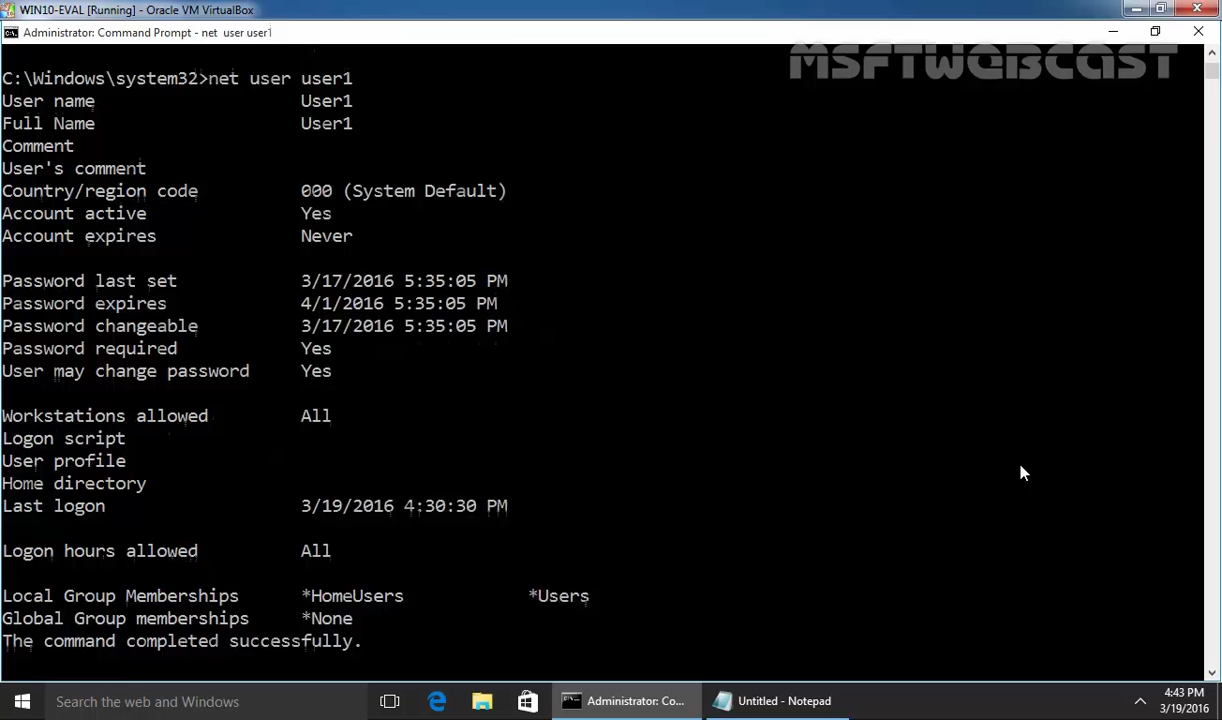 WIN10-EVAL [Running] - Oracle VM VirtualBox
Administrator: Command Prompt - net  user user1
MSFTWEBCAST
C:\Windows\system32>net user user1
User name                    User1
Full Name                    User1
Comment
User's comment
Country/region code          000 (System Default)
Account active               Yes
Account expires              Never
Password last set            3/17/2016 5:35:05 PM
Password expires             4/1/2016 5:35:05 PM
Password changeable          3/17/2016 5:35:05 PM
Password required            Yes
User may change password     Yes
Workstations allowed         All
Logon script
User profile
Home directory
Last logon                   3/19/2016 4:30:30 PM
Logon hours allowed          All
Local Group Memberships      *HomeUsers            *Users
Global Group memberships     *None
The command completed successfully.
Search the web and Windows
Administrator: Co...
Untitled - Notepad
4:43 PM
3/19/2016